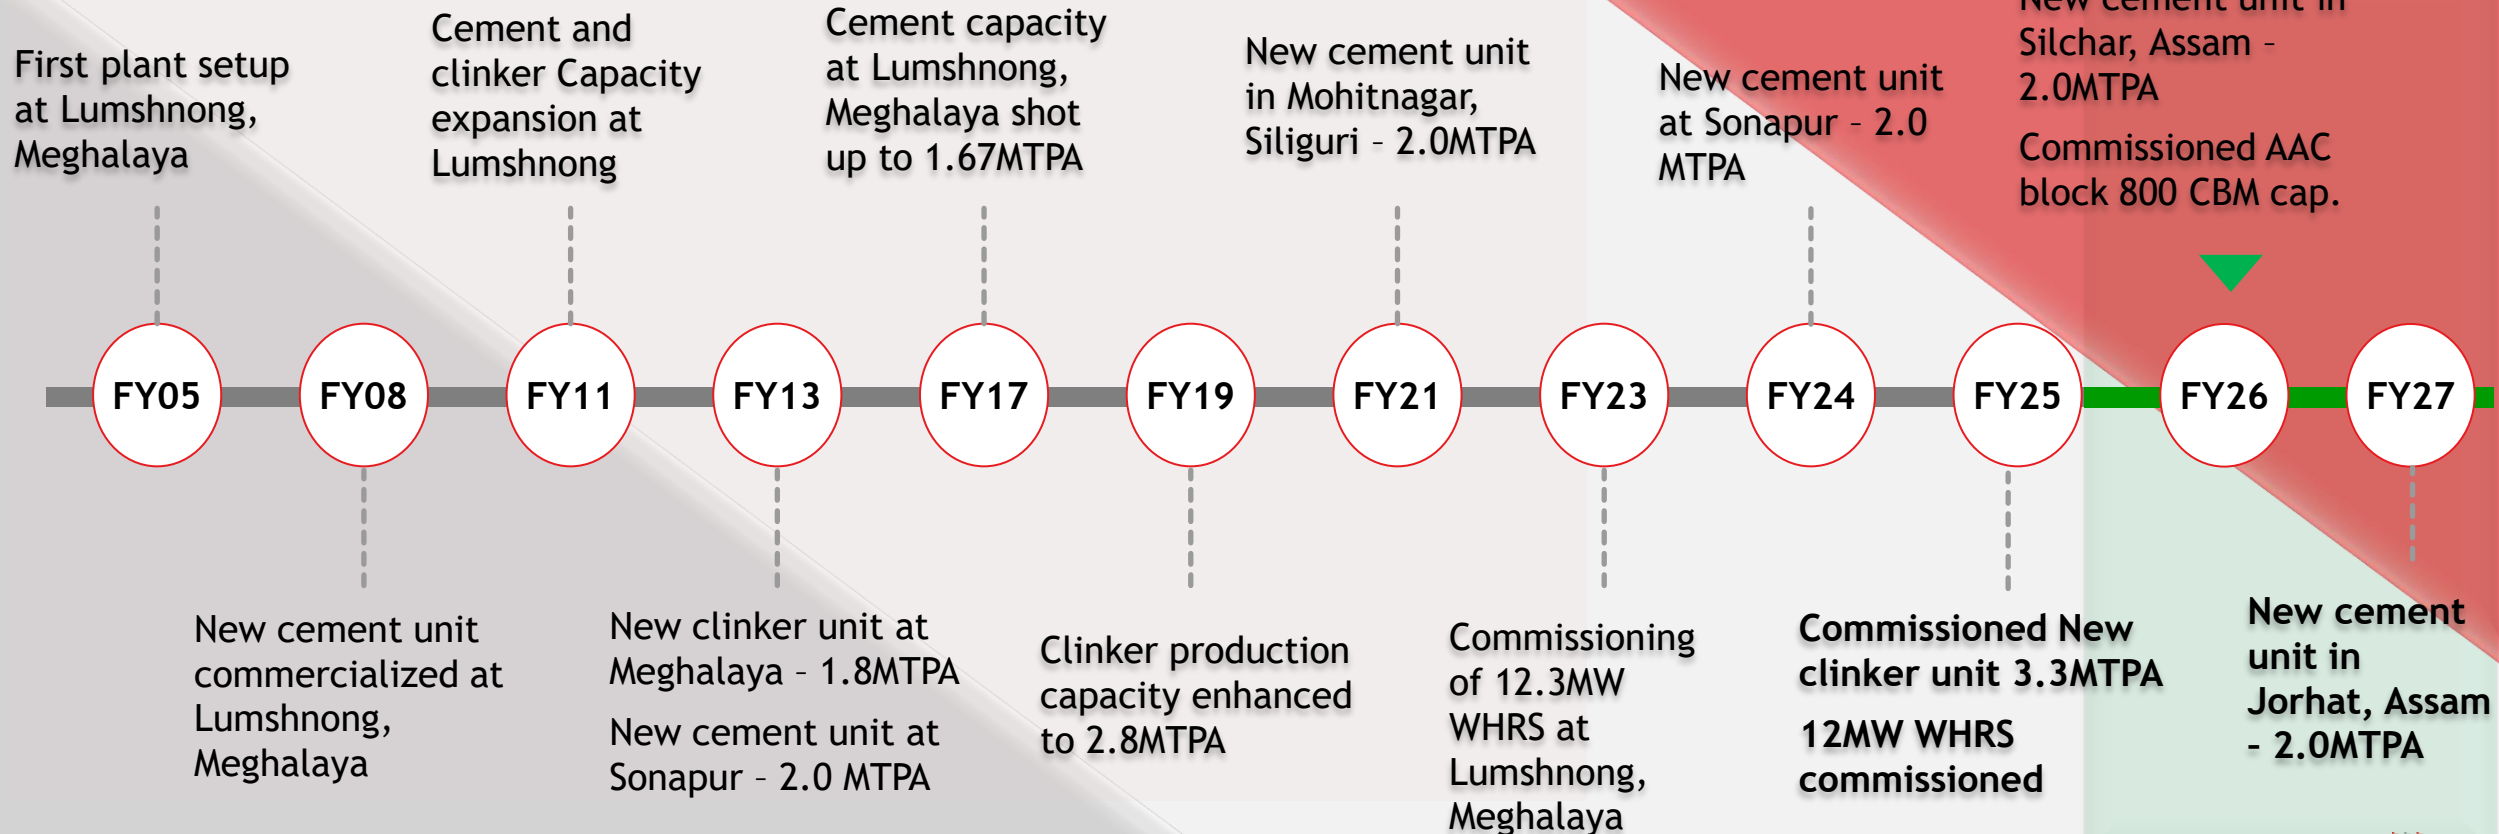 First plant setup
at Lumshnong,
Meghalaya
Cement and
clinker Capacity
expansion at
Lumshnong
Cement capacity
at Lumshnong,
Meghalaya shot
up to 1.67MTPA
New cement unit
in Mohitnagar,
Siliguri – 2.0MTPA
New cement unit
at Sonapur – 2.0
MTPA
New cement unit in
Silchar, Assam –
2.0MTPA
Commissioned AAC
block 800 CBM cap.
FY05
FY08
FY11
FY13
FY17
FY19
FY21
FY23
FY24
FY25
FY26
FY27
New cement unit
commercialized at
Lumshnong,
Meghalaya
New clinker unit at
Meghalaya – 1.8MTPA
New cement unit at
Sonapur – 2.0 MTPA
Clinker production
capacity enhanced
to 2.8MTPA
Commissioning
of 12.3MW
WHRS at
Lumshnong,
Meghalaya
Commissioned New
clinker unit 3.3MTPA
12MW WHRS
commissioned
New cement
unit in
Jorhat, Assam
– 2.0MTPA